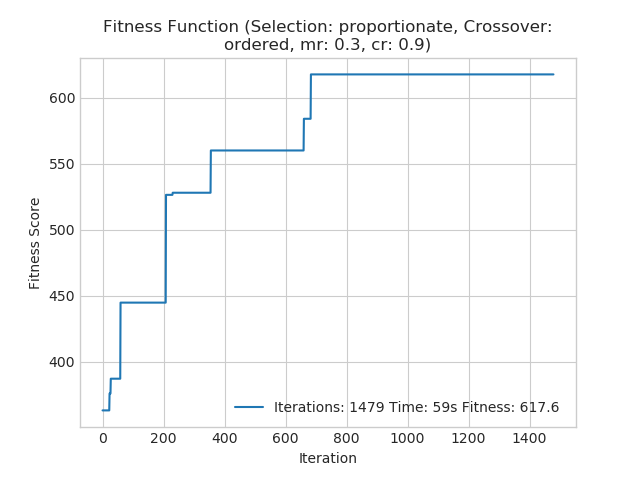 Fitness Function (Selection: proportionate, Crossover:
ordered, mr: 0.3, cr: 0.9)
Fitness Score
600
550
500
450
400
Iterations: 1479 Time: 59s Fitness: 617.6
0 200 400 600 800 1000 1200 1400
Iteration